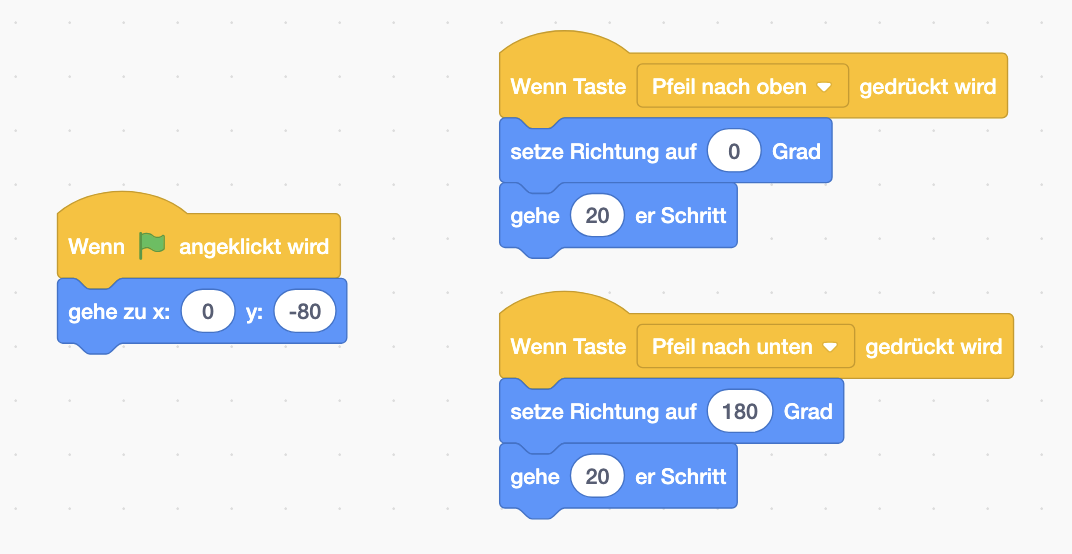 Wenn angeklickt wird
gehe zu x: 0 y: -80
Wenn Taste Pfeil nach oben gedrückt wird
setze Richtung auf 0 Grad
gehe 20 er Schritt
Wenn Taste Pfeil nach unten gedrückt wird
setze Richtung auf 180 Grad
gehe 20 er Schritt